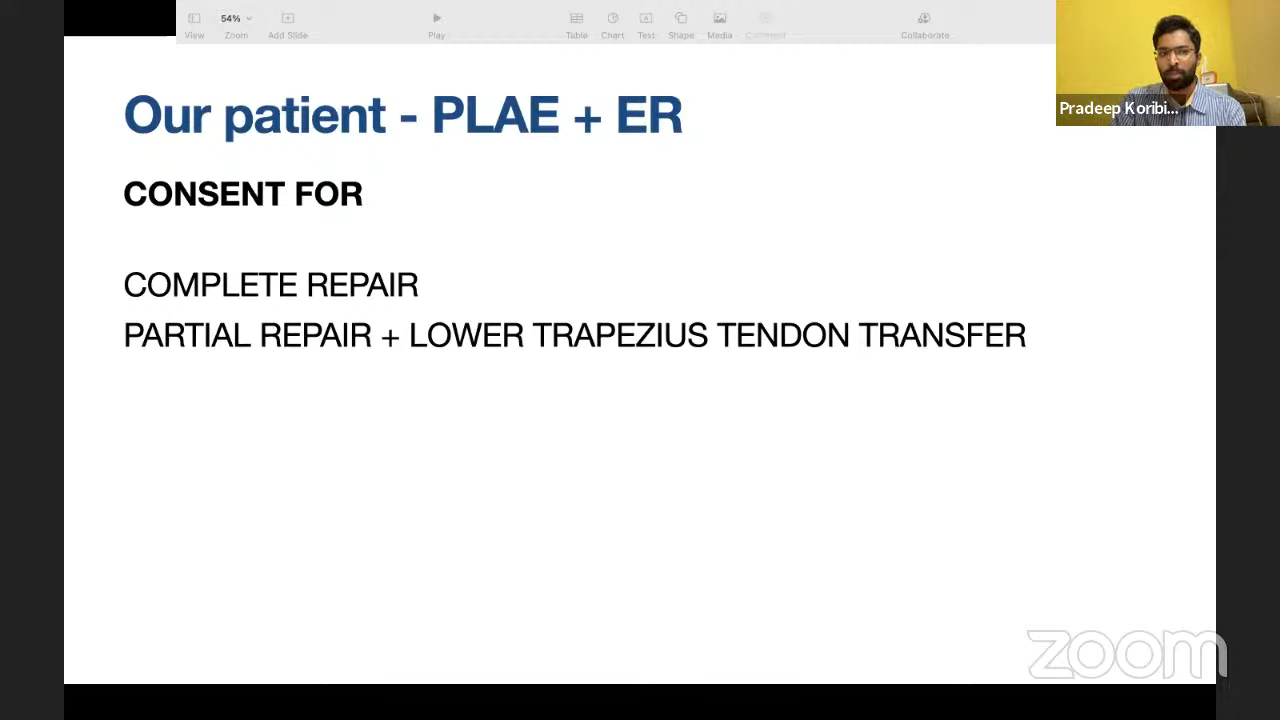 54%
View
Zoom
Add Slide
Play
Table
Chart
Text
Shape
Media
Comment
Collaborate
Pradeep Koribi...
Our patient - PLAE + ER
CONSENT FOR
COMPLETE REPAIR
PARTIAL REPAIR + LOWER TRAPEZIUS TENDON TRANSFER
zoom